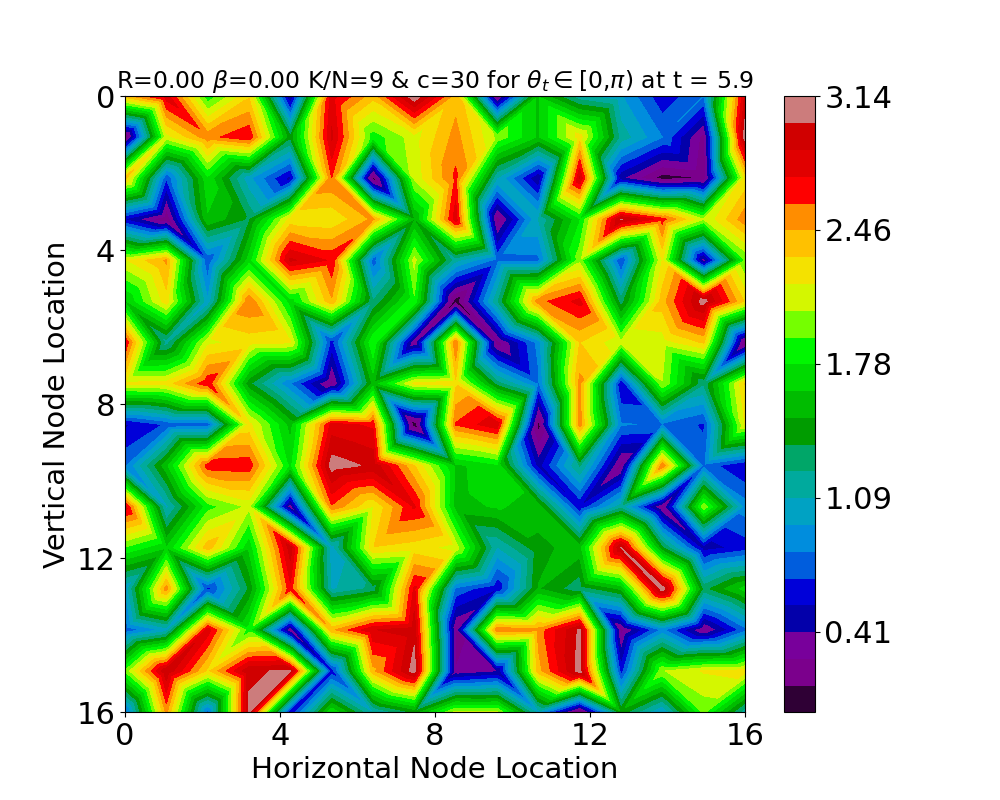 R=0.00 β=0.00 K/N=9 & c=30 for θ_t ∈ [0,π) at t = 5.9
0
4
8
12
16
Vertical Node Location
0 4 8 12 16
Horizontal Node Location
3.14
2.46
1.78
1.09
0.41